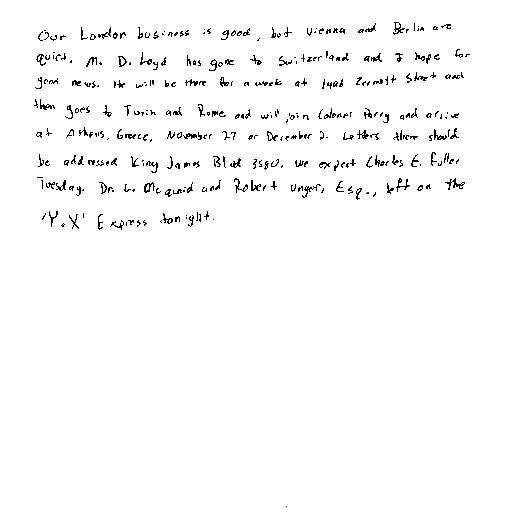 Our London business is good, but Vienna and Berlin are
quiet. M. D. Loyd has gone to Switzerland and I hope for
good news. He will be there for a week at 1496 Zermott Street and
then goes to Turin and Rome and will join Colonel Parry and arrive
at Athens, Greece, November 27 or December 2. Letters there should
be addressed King James Blvd 3580. We expect Charles E. Fuller
Tuesday. Dr. L. McQuaid and Robert Unger, Esq., left on the
'Y.X' Express tonight.